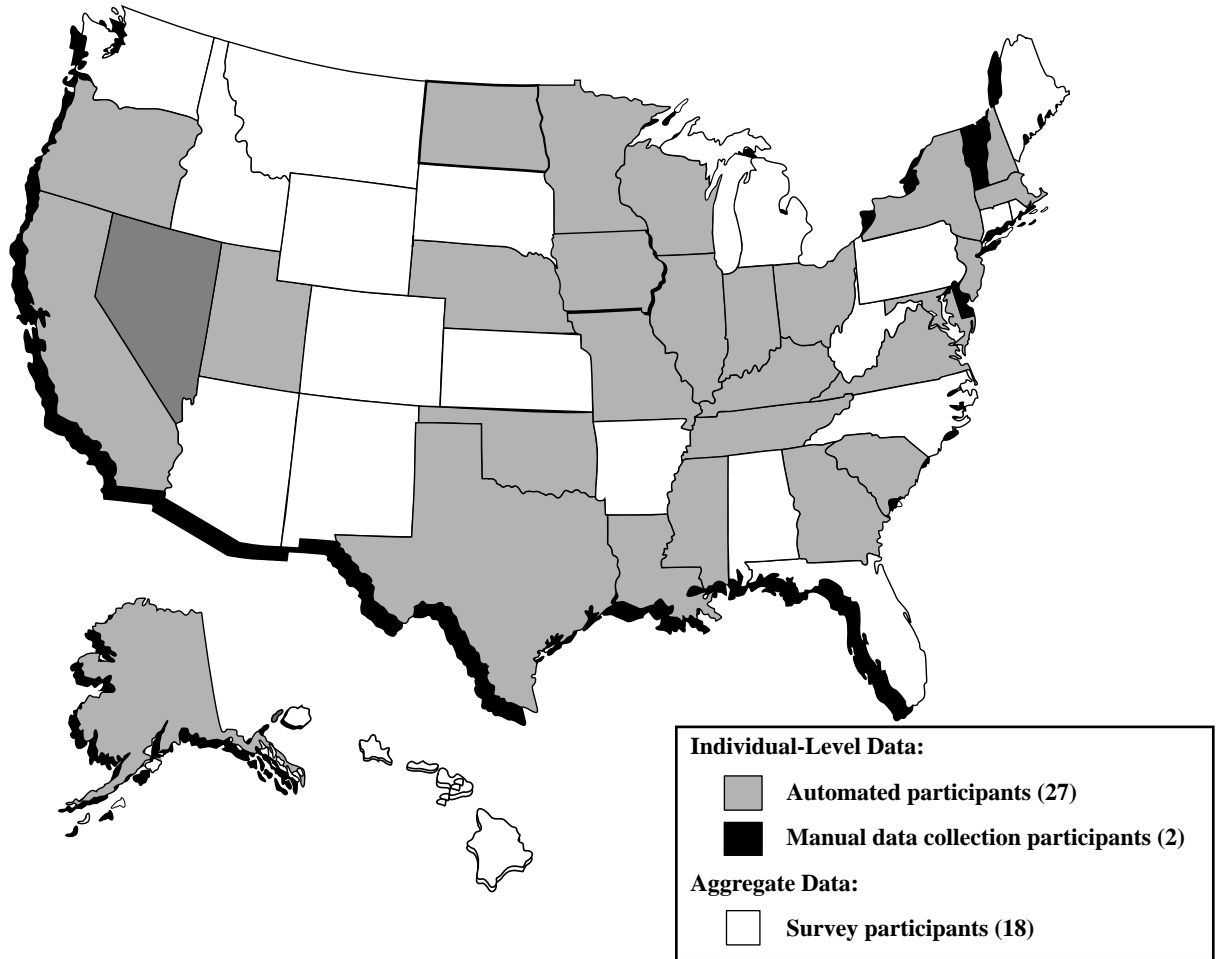 Individual-Level Data:
Automated participants (27)
Manual data collection participants (2)
Aggregate Data:
Survey participants (18)